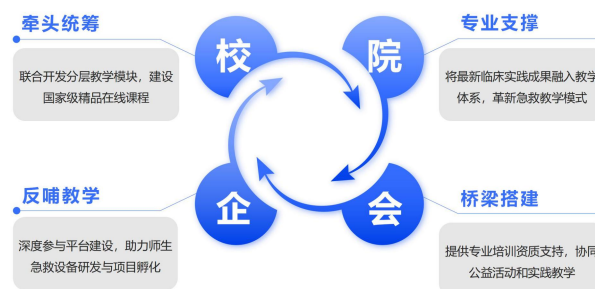 牵头统筹
校
联合开发分层教学模块，建设
国家级精品在线课程
专业支撑
院
将最新临床实践成果融入教学
体系，革新急救教学模式
反哺教学
企
深度参与平台建设，助力师生
急救设备研发与项目孵化
桥梁搭建
会
提供专业培训资质支持，协同
公益活动和实践教学